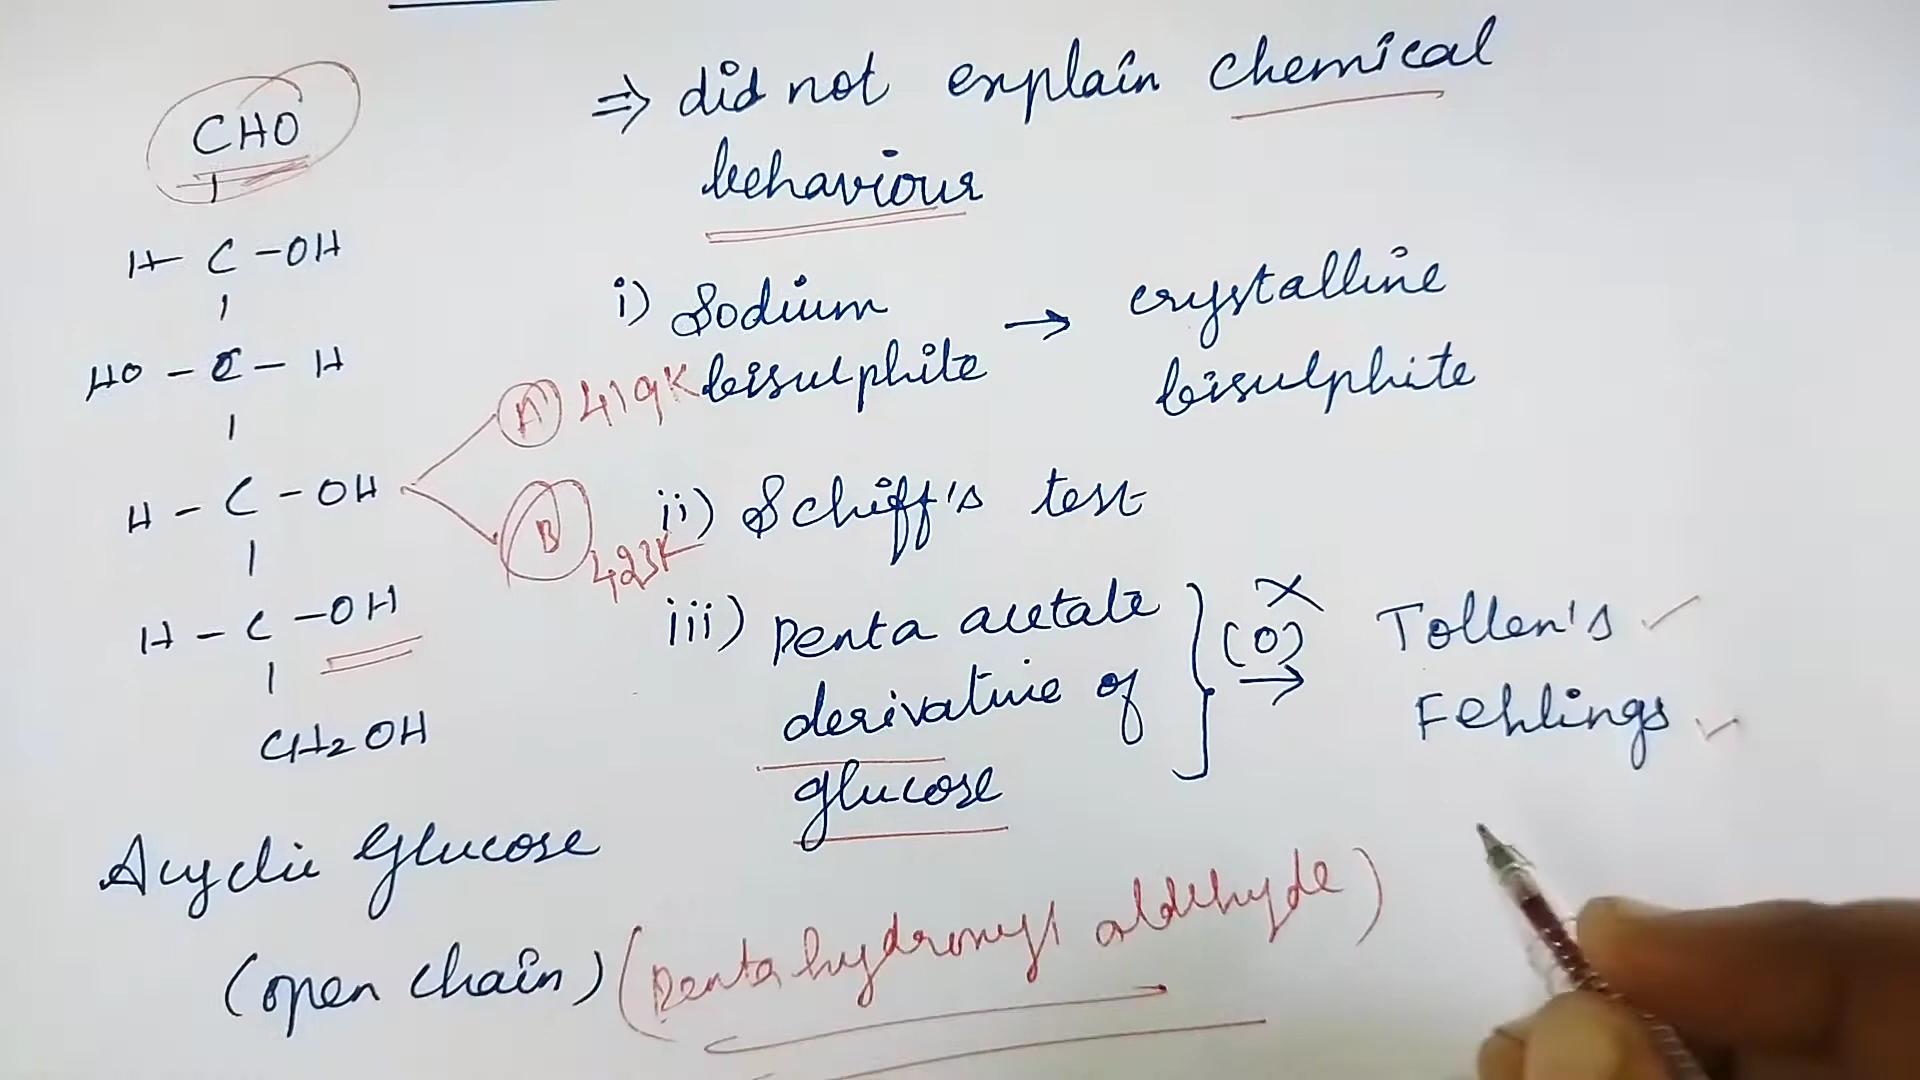 CHO
H - C - OH
HO - C - H
H - C - OH
H - C - OH
CH2OH
Acyclic Glucose
(open chain) (Penta hydroxy aldehyde)
⇒ did not explain chemical
behaviour
i) Sodium
bisulphite → crystalline
bisulphite
A 419K
B 423K
ii) Schiff's test
iii) Penta acetate
derivative of
glucose
X
(O)
→
Tollen's ✓
Fehlings ✓